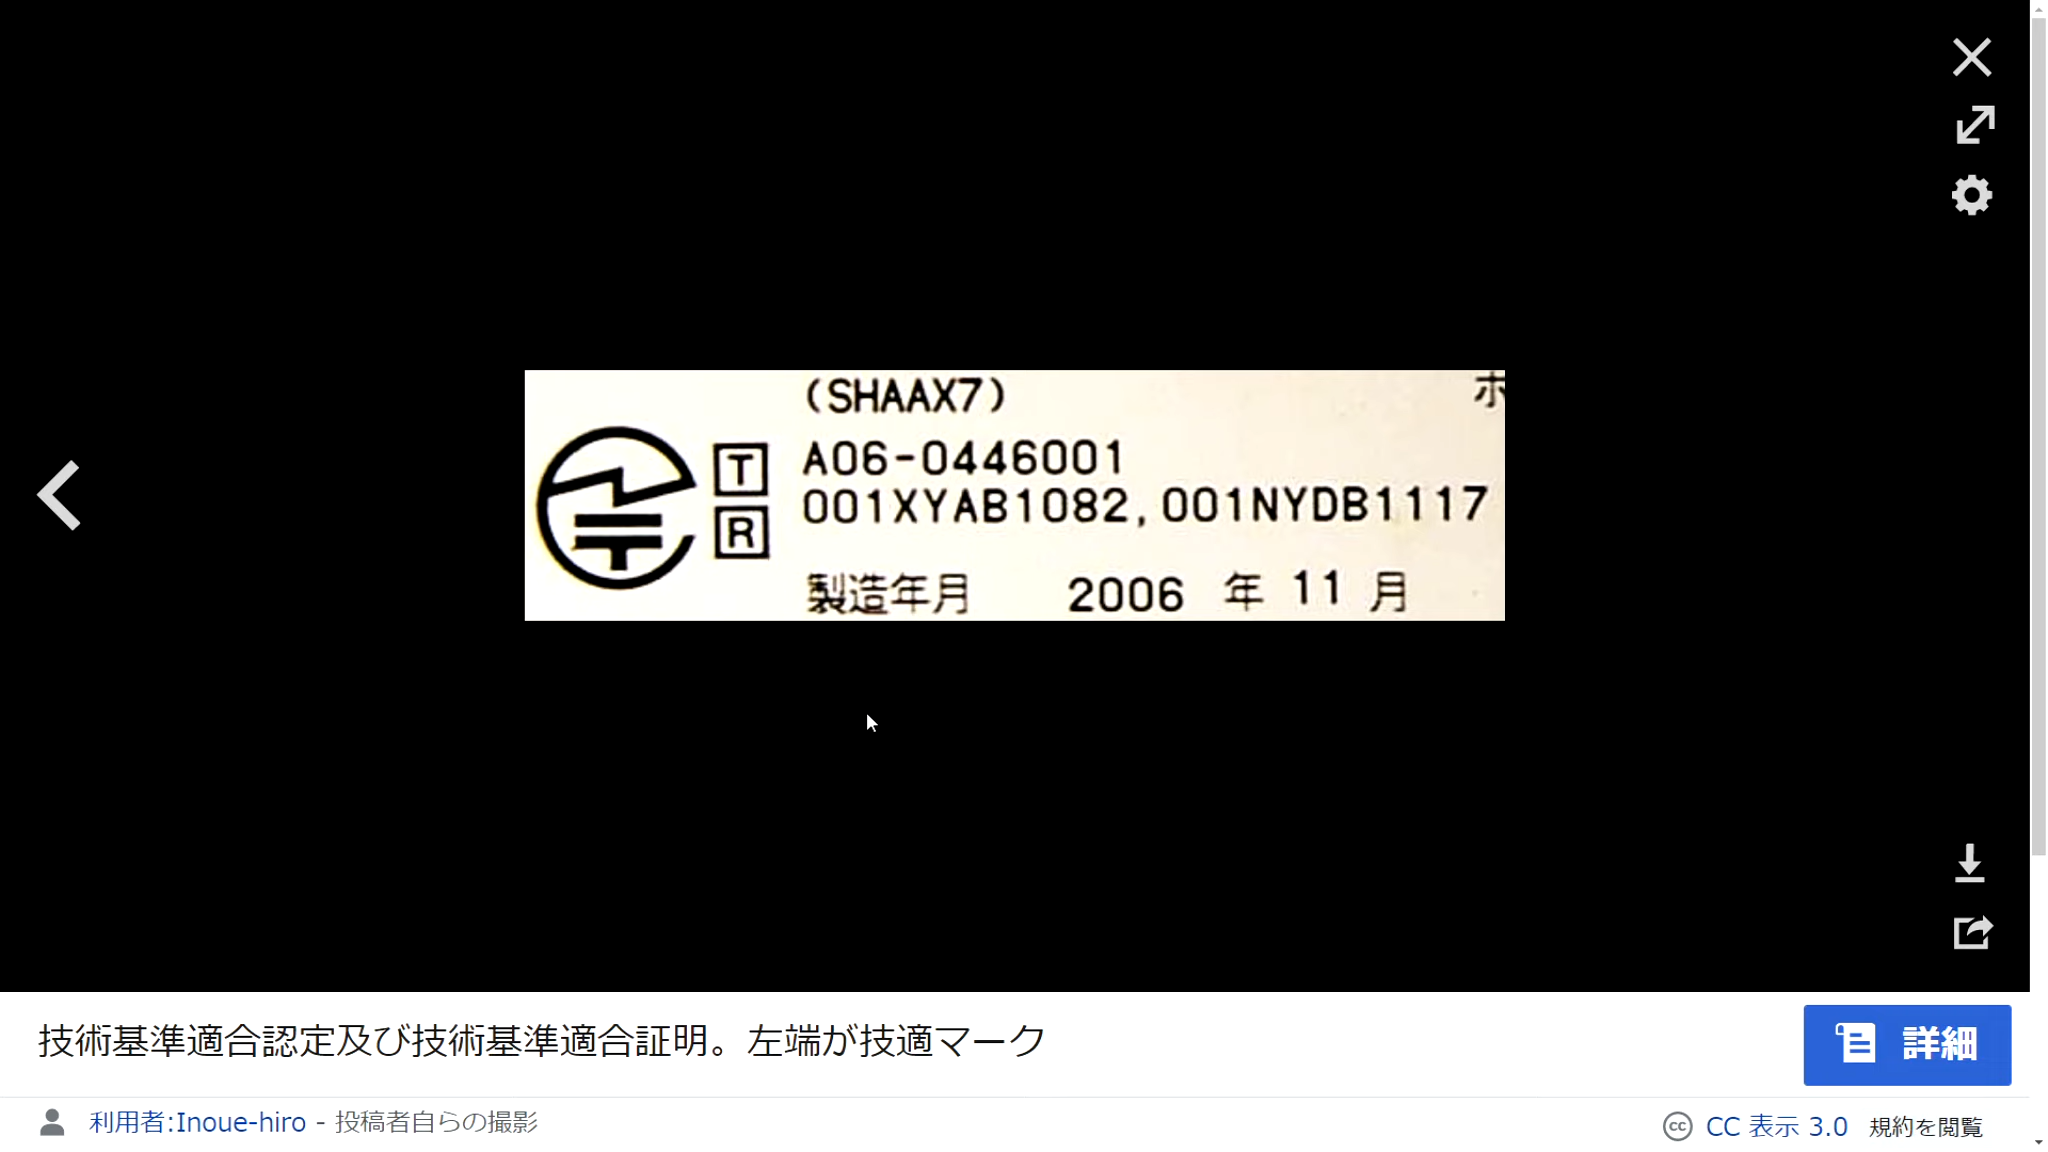 (SHAAX7)
ホ
T A06-0446001
R 001XYAB1082,001NYDB1117
製造年月 2006 年 11 月
技術基準適合認定及び技術基準適合証明。左端が技適マーク
詳細
利用者:Inoue-hiro - 投稿者自らの撮影
cc CC 表示 3.0 規約を閲覧